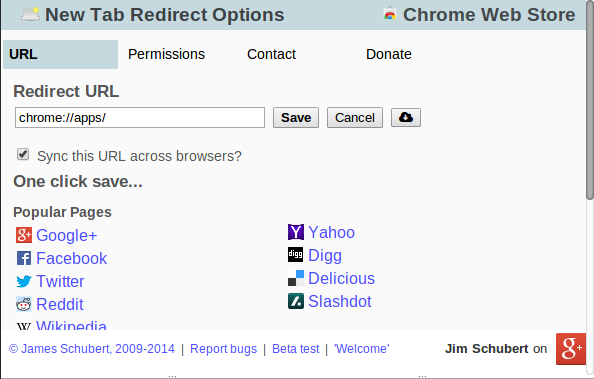 New Tab Redirect Options Chrome Web Store
URL Permissions Contact Donate
Redirect URL
chrome://apps/ Save Cancel
Sync this URL across browsers?
One click save...
Popular Pages
g+ Google+
f Facebook
Twitter
Reddit
W Wikipedia
Y Yahoo
digg Digg
Delicious
Slashdot
© James Schubert, 2009-2014 | Report bugs | Beta test | 'Welcome' Jim Schubert on g+
... ...